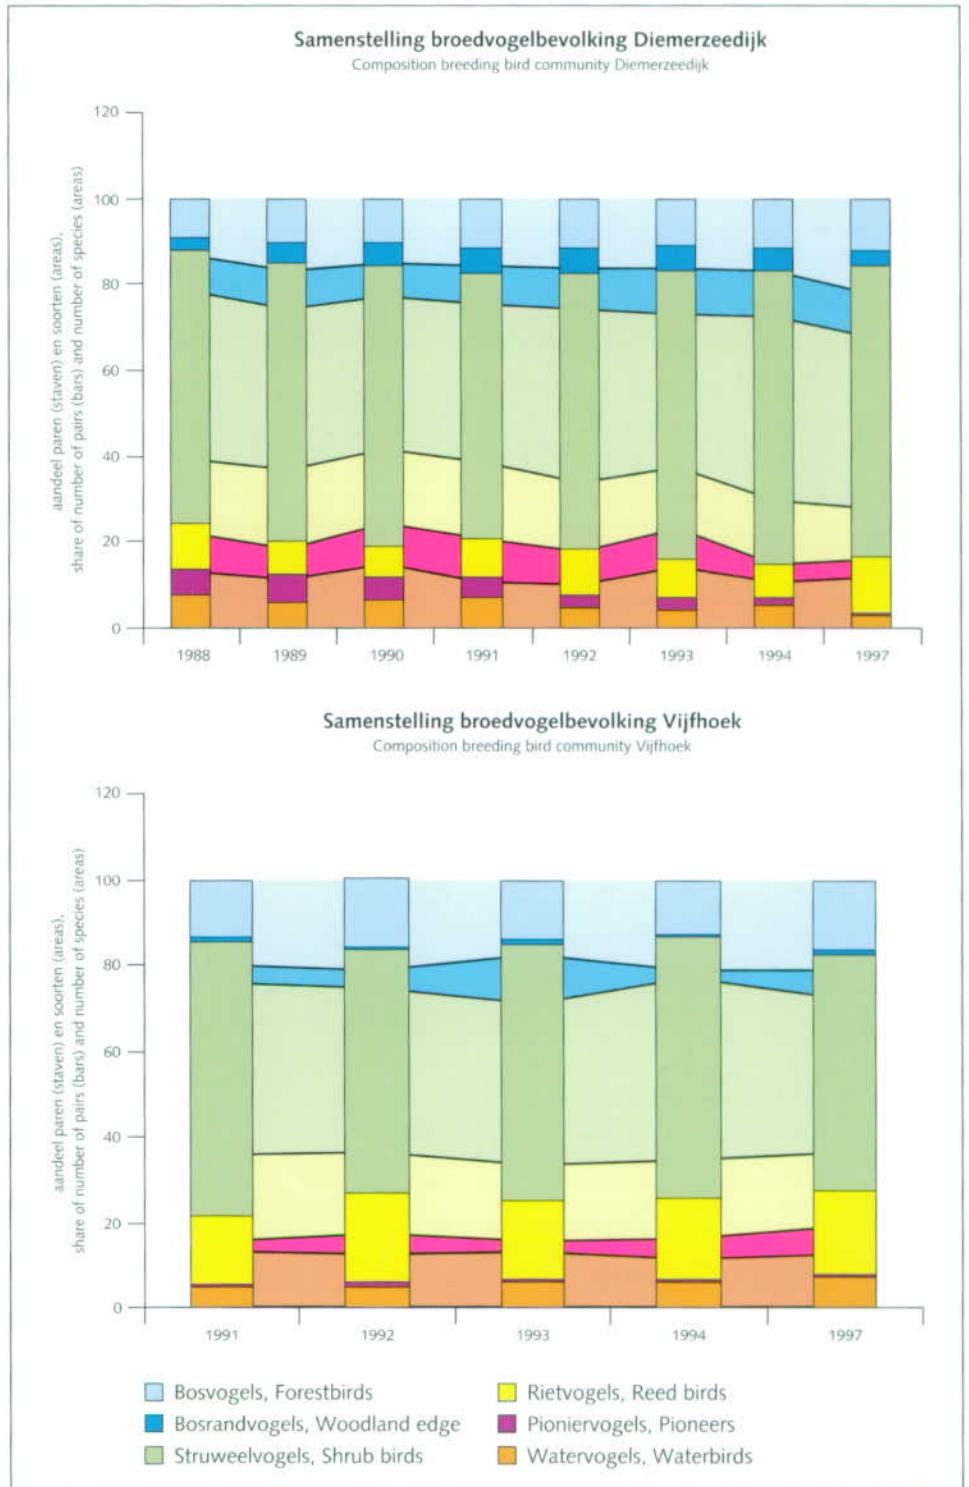 Samenstelling broedvogelbevolking Diemerzeedijk
Composition breeding bird community Diemerzeedijk
aandeel paren (staven) en soorten (areas),
share of number of pairs (bars) and number of species (areas)
120
100
80
60
40
20
0
1988 1989 1990 1991 1992 1993 1994 1997
Samenstelling broedvogelbevolking Vijfhoek
Composition breeding bird community Vijfhoek
aandeel paren (staven) en soorten (areas),
share of number of pairs (bars) and number of species (areas)
120
100
80
60
40
20
0
1991 1992 1993 1994 1997
Bosvogels, Forestbirds
Bosrandvogels, Woodland edge
Struweelvogels, Shrub birds
Rietvogels, Reed birds
Pioniervogels, Pioneers
Watervogels, Waterbirds